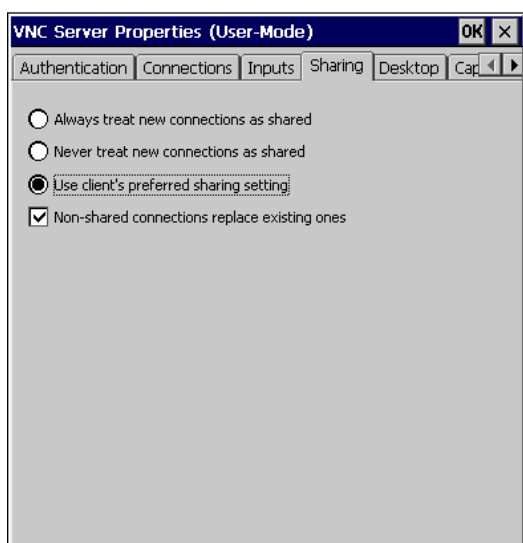 VNC Server Properties (User-Mode) OK ×
Authentication Connections Inputs Sharing Desktop Cap
Always treat new connections as shared
Never treat new connections as shared
Use client's preferred sharing setting
Non-shared connections replace existing ones